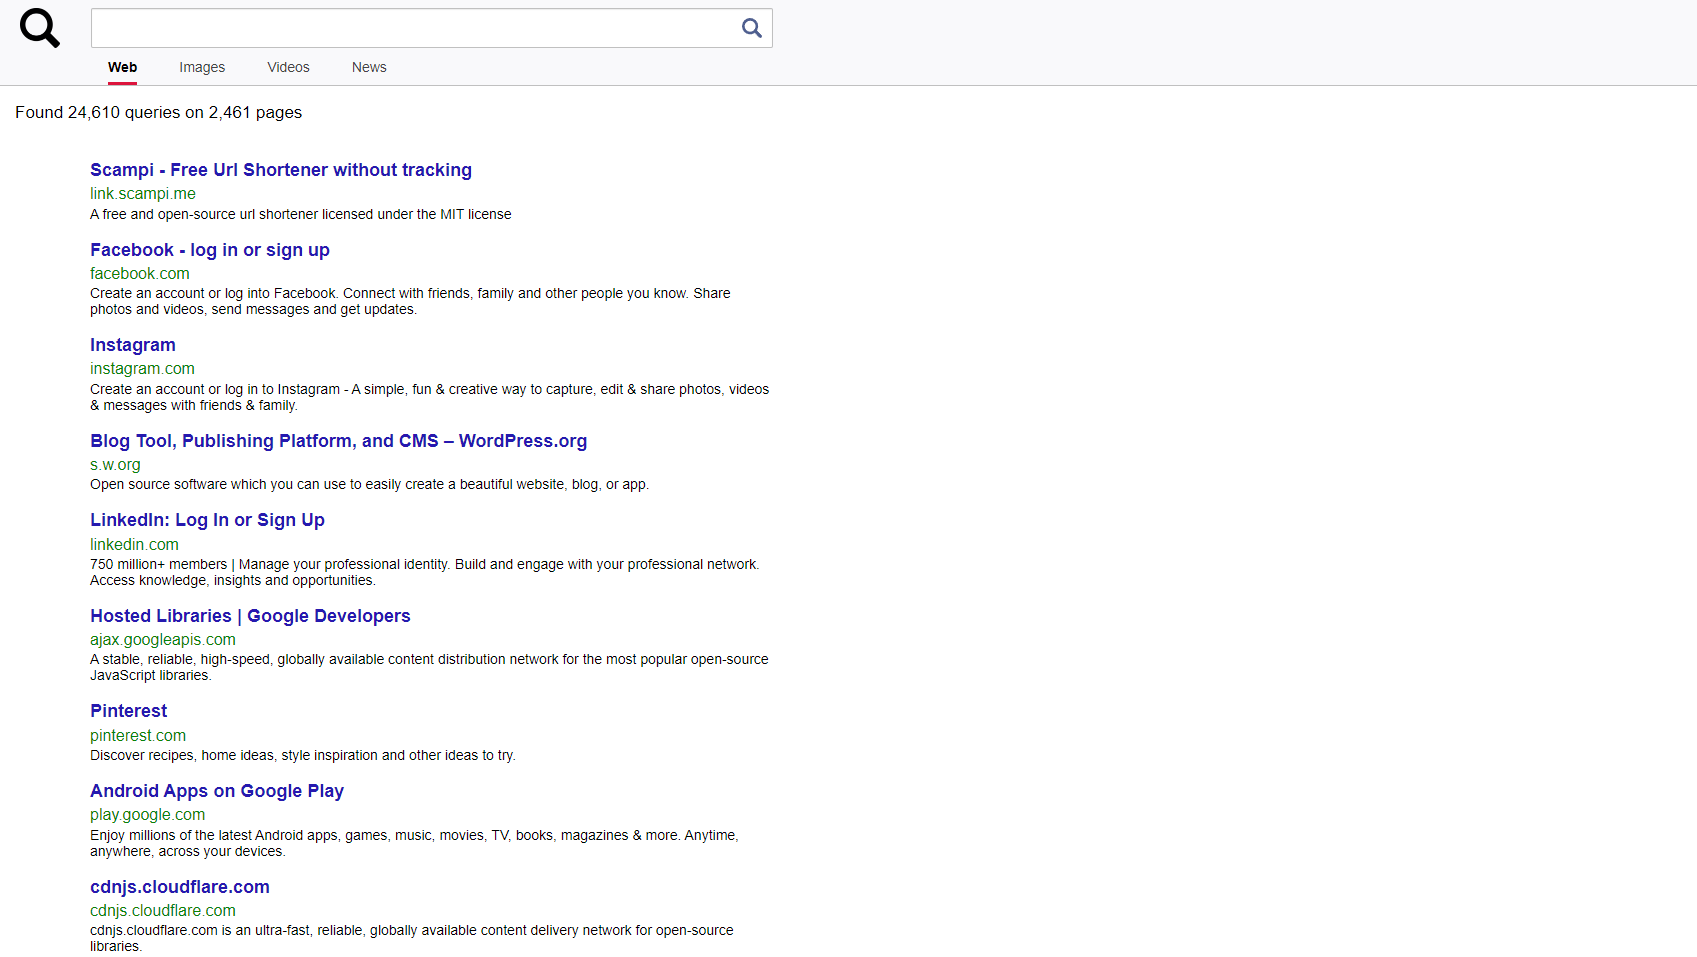 Web Images Videos News
Found 24,610 queries on 2,461 pages
Scampi - Free Url Shortener without tracking
link.scampi.me
A free and open-source url shortener licensed under the MIT license
Facebook - log in or sign up
facebook.com
Create an account or log into Facebook. Connect with friends, family and other people you know. Share
photos and videos, send messages and get updates.
Instagram
instagram.com
Create an account or log in to Instagram - A simple, fun & creative way to capture, edit & share photos, videos
& messages with friends & family.
Blog Tool, Publishing Platform, and CMS – WordPress.org
s.w.org
Open source software which you can use to easily create a beautiful website, blog, or app.
LinkedIn: Log In or Sign Up
linkedin.com
750 million+ members | Manage your professional identity. Build and engage with your professional network.
Access knowledge, insights and opportunities.
Hosted Libraries | Google Developers
ajax.googleapis.com
A stable, reliable, high-speed, globally available content distribution network for the most popular open-source
JavaScript libraries.
Pinterest
pinterest.com
Discover recipes, home ideas, style inspiration and other ideas to try.
Android Apps on Google Play
play.google.com
Enjoy millions of the latest Android apps, games, music, movies, TV, books, magazines & more. Anytime,
anywhere, across your devices.
cdnjs.cloudflare.com
cdnjs.cloudflare.com
cdnjs.cloudflare.com is an ultra-fast, reliable, globally available content delivery network for open-source
libraries.